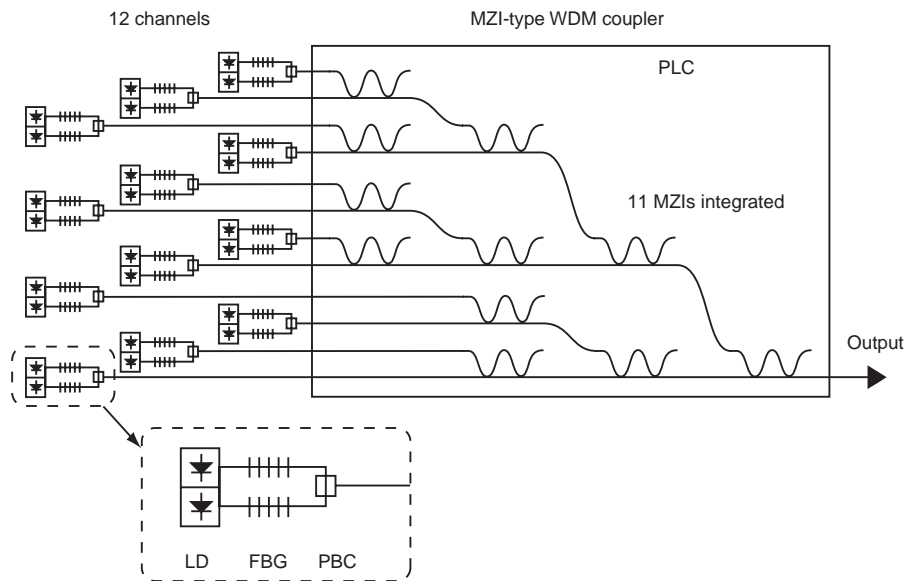 12 channels
MZI-type WDM coupler
PLC
11 MZIs integrated
Output
LD FBG PBC